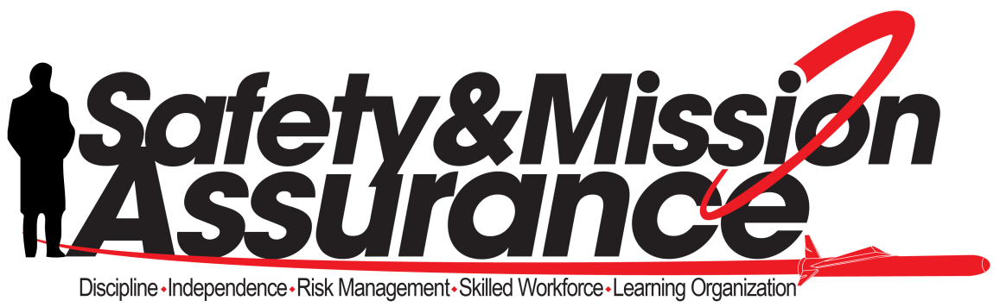 Safety&Mission
Assurance
Discipline⬩Independence⬩Risk Management⬩Skilled Workforce⬩Learning Organization